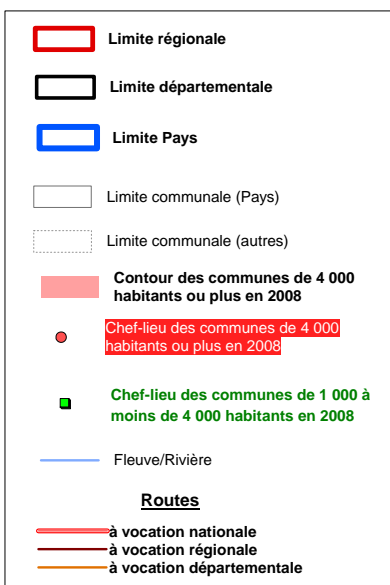 Limite régionale
Limite départementale
Limite Pays
Limite communale (Pays)
Limite communale (autres)
Contour des communes de 4 000
habitants ou plus en 2008
Chef-lieu des communes de 4 000
habitants ou plus en 2008
Chef-lieu des communes de 1 000 à
moins de 4 000 habitants en 2008
Fleuve/Rivière
Routes
à vocation nationale
à vocation régionale
à vocation départementale